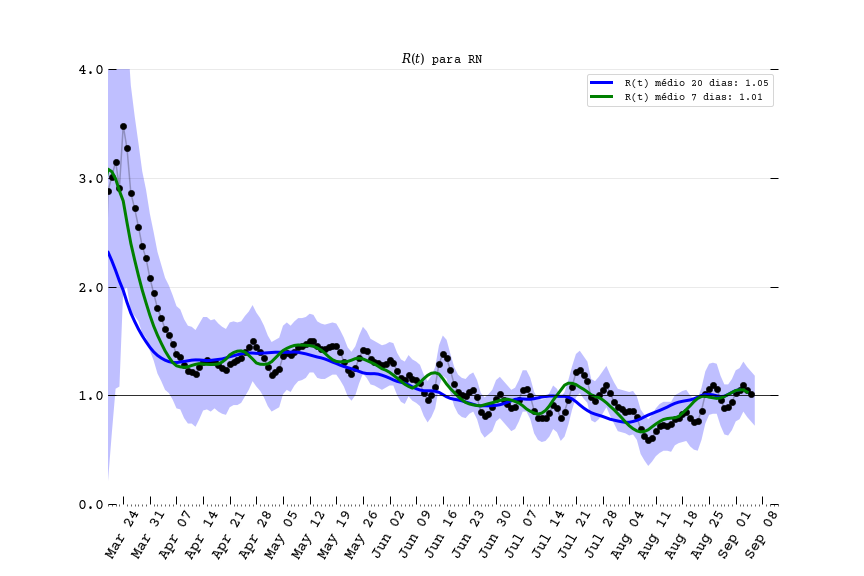 R(t) para RN
R(t) médio 20 dias: 1.05
R(t) médio 7 dias: 1.01
4.0
3.0
2.0
1.0
0.0
Mar 24
Mar 31
Apr 07
Apr 14
Apr 21
Apr 28
May 05
May 12
May 19
May 26
Jun 02
Jun 09
Jun 16
Jun 23
Jun 30
Jul 07
Jul 14
Jul 21
Jul 28
Aug 04
Aug 11
Aug 18
Aug 25
Sep 01
Sep 08